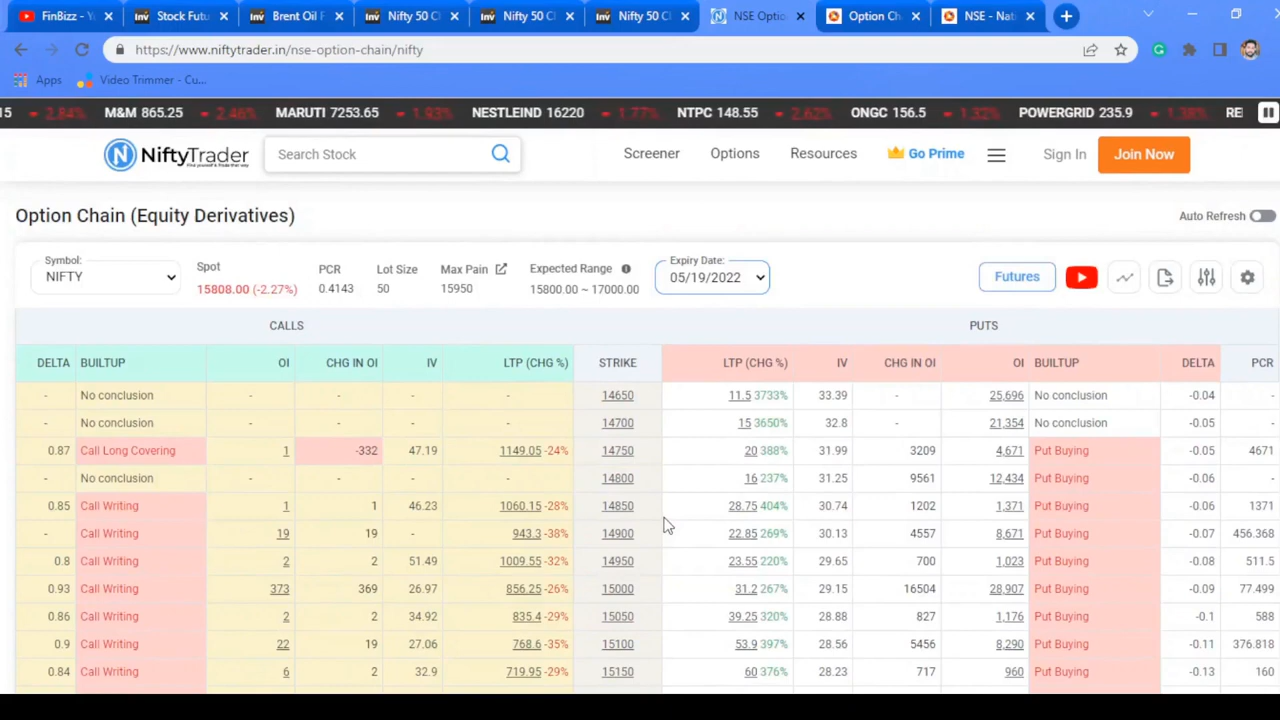 FinBizz - Y
Stock Futu
Brent Oil F
Nifty 50 C
Nifty 50 C
Nifty 50 C
NSE Optio
Option Ch
NSE - Nat
https://www.niftytrader.in/nse-option-chain/nifty
Apps Video Trimmer - Cu...
15 2.84% M&M 865.25 2.46% MARUTI 7253.65 1.93% NESTLEIND 16220 1.77% NTPC 148.55 2.62% ONGC 156.5 1.32% POWERGRID 235.9 1.38% RE
NiftyTrader Search Stock Screener Options Resources Go Prime Sign In Join Now
Option Chain (Equity Derivatives) Auto Refresh
Symbol: Spot PCR Lot Size Max Pain Expected Range Expiry Date:
NIFTY 15808.00 (-2.27%) 0.4143 50 15950 15800.00 ~ 17000.00 05/19/2022 Futures
CALLS PUTS
DELTA BUILTUP OI CHG IN OI IV LTP (CHG %) STRIKE LTP (CHG %) IV CHG IN OI OI BUILTUP DELTA PCR
- No conclusion - - - - 14650 11.5 3733% 33.39 - 25,696 No conclusion -0.04 -
- No conclusion - - - - 14700 15 3650% 32.8 - 21,354 No conclusion -0.05 -
0.87 Call Long Covering 1 -332 47.19 1149.05 -24% 14750 20 388% 31.99 3209 4,671 Put Buying -0.05 4671
- No conclusion - - - - 14800 16 237% 31.25 9561 12,434 Put Buying -0.06 -
0.85 Call Writing 1 1 46.23 1060.15 -28% 14850 28.75 404% 30.74 1202 1,371 Put Buying -0.06 1371
- Call Writing 19 19 - 943.3 -38% 14900 22.85 269% 30.13 4557 8,671 Put Buying -0.07 456.368
0.8 Call Writing 2 2 51.49 1009.55 -32% 14950 23.55 220% 29.65 700 1,023 Put Buying -0.08 511.5
0.93 Call Writing 373 369 26.97 856.25 -26% 15000 31.2 267% 29.15 16504 28,907 Put Buying -0.09 77.499
0.86 Call Writing 2 2 34.92 835.4 -29% 15050 39.25 320% 28.88 827 1,176 Put Buying -0.1 588
0.9 Call Writing 22 19 27.06 768.6 -35% 15100 53.9 397% 28.56 5456 8,290 Put Buying -0.11 376.818
0.84 Call Writing 6 2 32.9 719.95 -29% 15150 60 376% 28.23 717 960 Put Buying -0.13 160